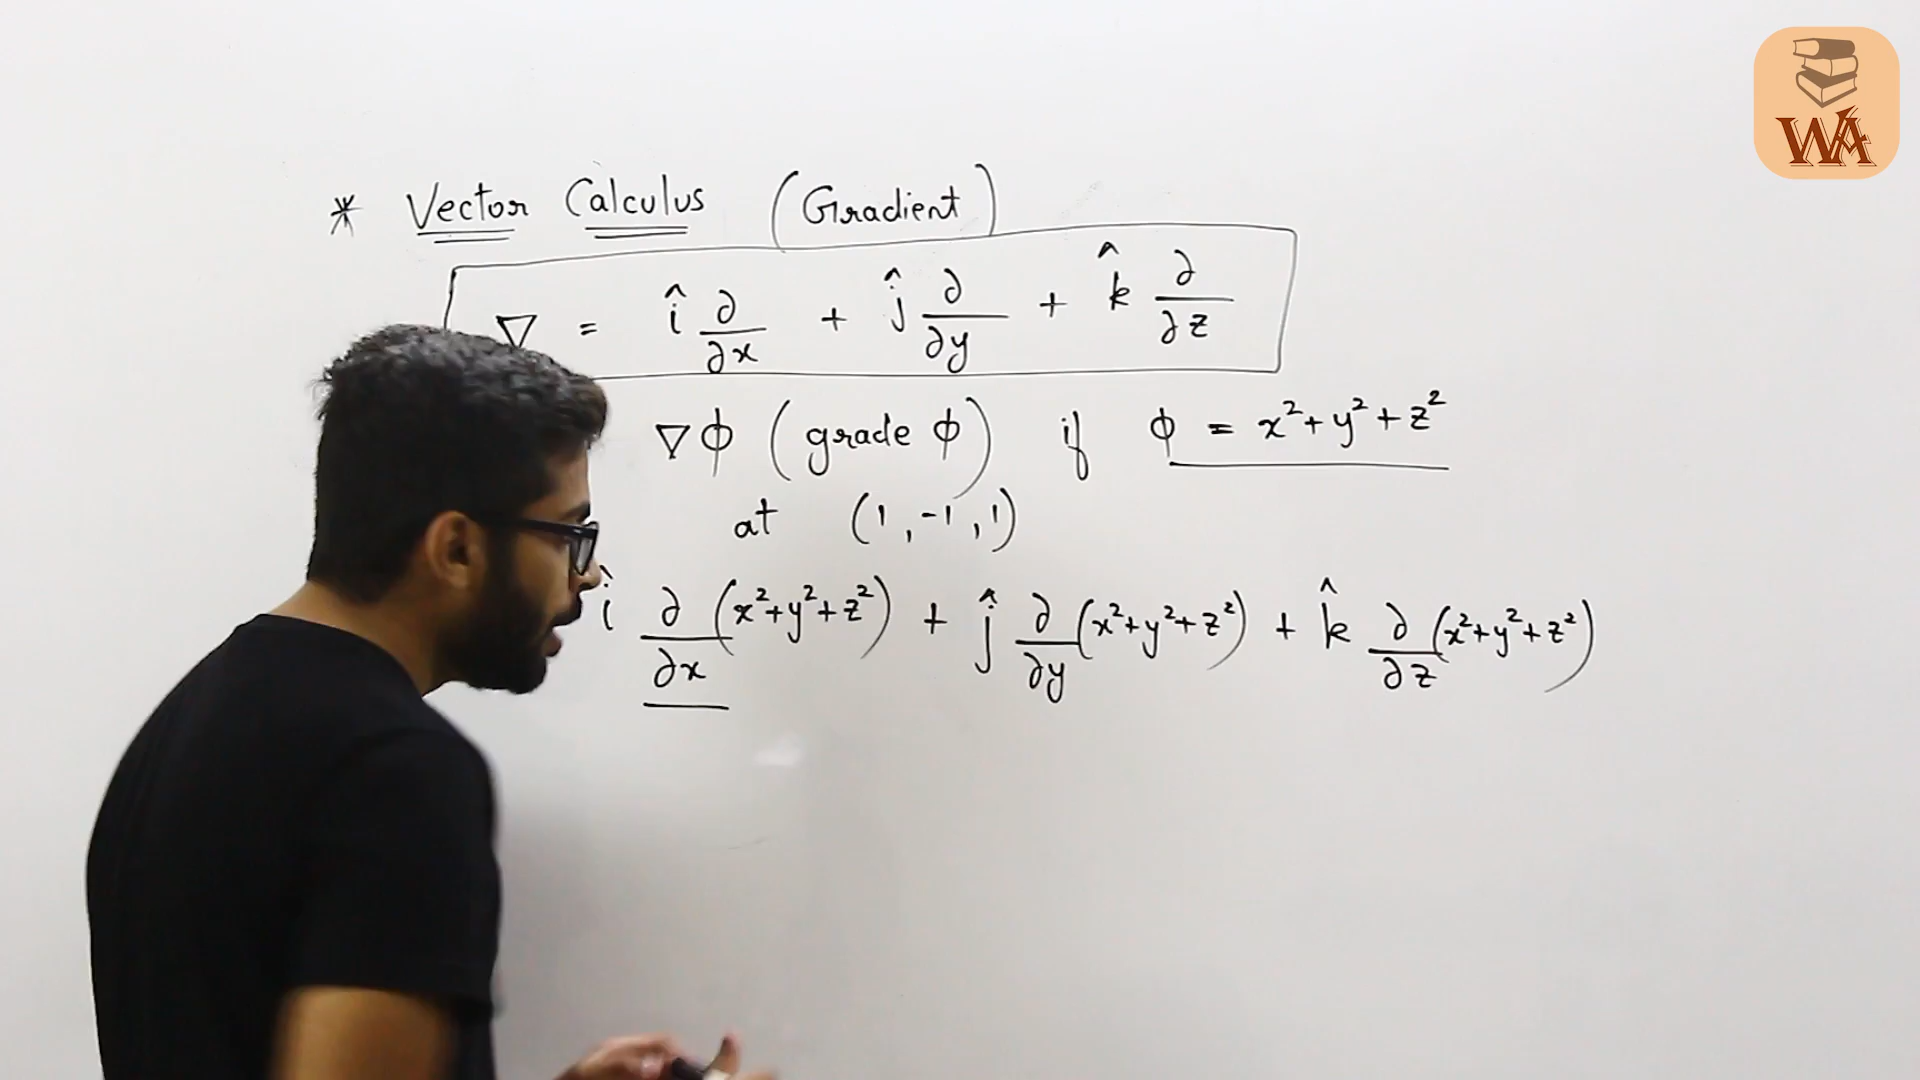 * Vector Calculus (Gradient)
∇ = î ∂/∂x + ĵ ∂/∂y + k̂ ∂/∂z
∇ϕ (grade ϕ) if ϕ = x²+y²+z²
at (1,-1,1)
î ∂/∂x (x²+y²+z²) + ĵ ∂/∂y (x²+y²+z²) + k̂ ∂/∂z (x²+y²+z²)
WA